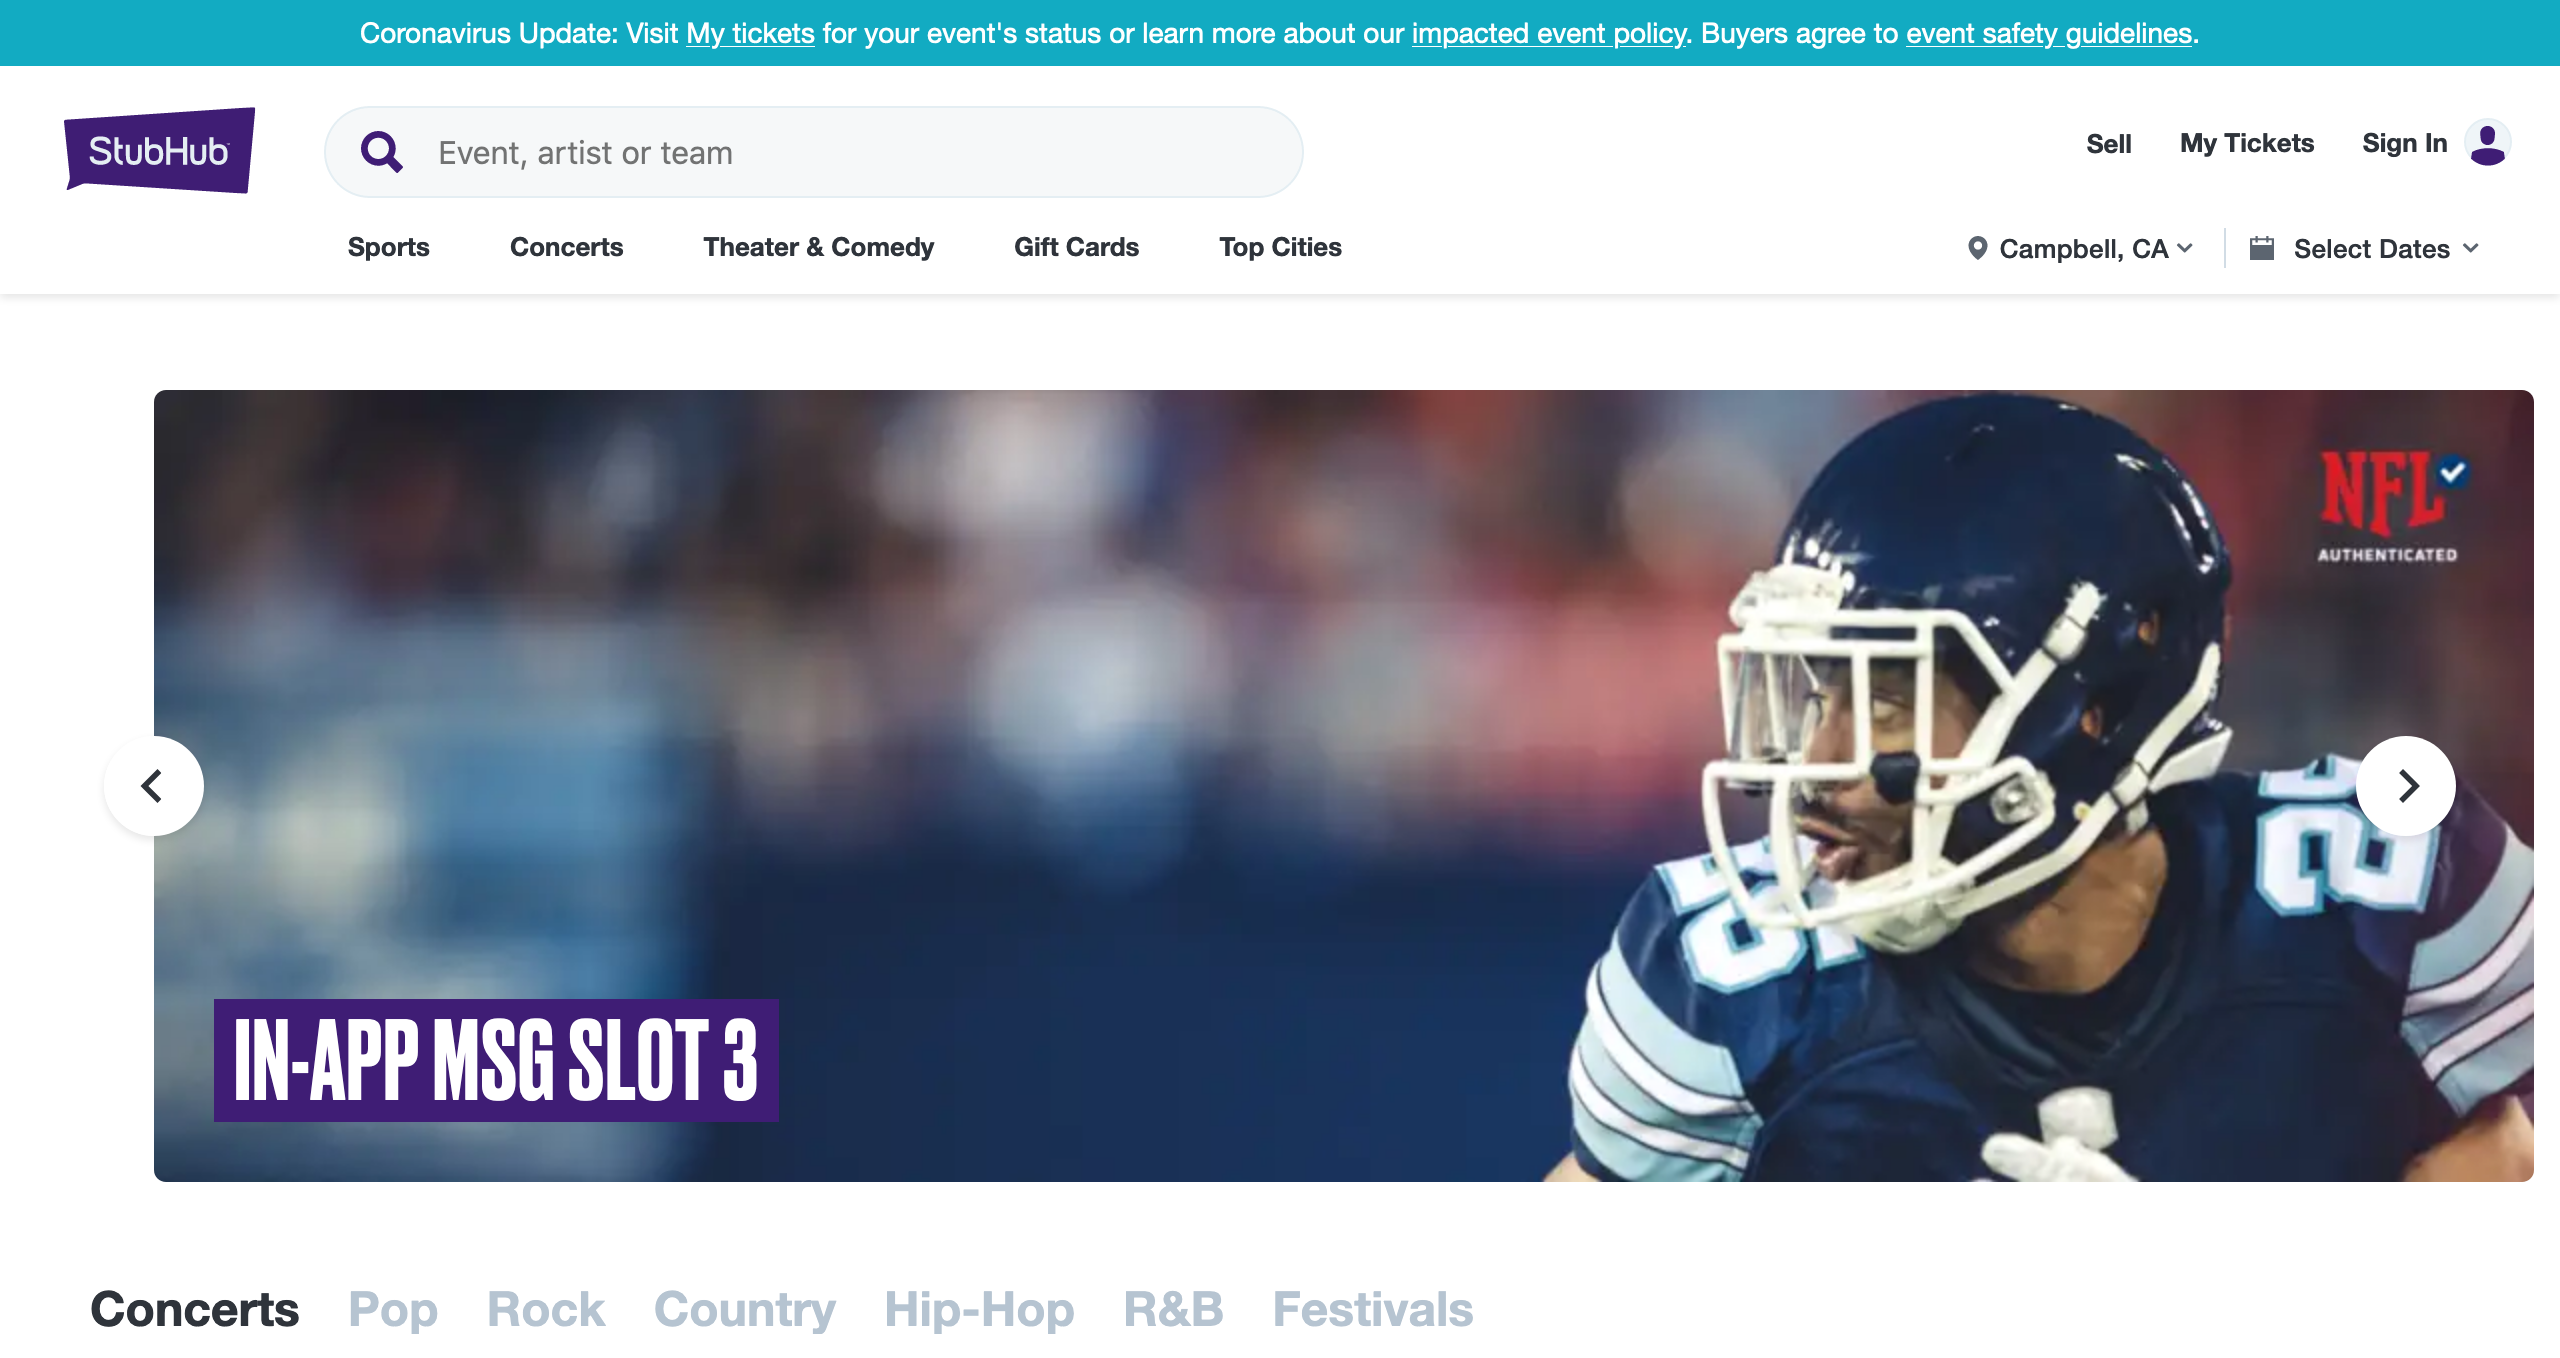 Coronavirus Update: Visit My tickets for your event's status or learn more about our impacted event policy. Buyers agree to event safety guidelines.
StubHub
Event, artist or team
Sell My Tickets Sign In
Sports Concerts Theater & Comedy Gift Cards Top Cities
Campbell, CA Select Dates
NFL
AUTHENTICATED
IN-APP MSG SLOT 3
Concerts Pop Rock Country Hip-Hop R&B Festivals